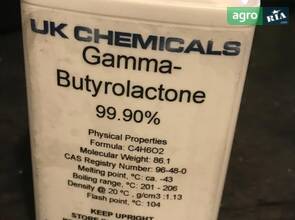 agro RIA.com
UK CHEMICALS
Gamma-
Butyrolactone
99.90%
Physical Properties
Formula: C4H6O2
Molecular Weight: 86.1
CAS Registry Number: 96-48-0
Melting point, °C: ca. -43
Boiling range, °C: 201 - 206
Density @ 20 °C - g/cm3 :1.13
Flash point, °C: 104
KEEP UPRIGHT